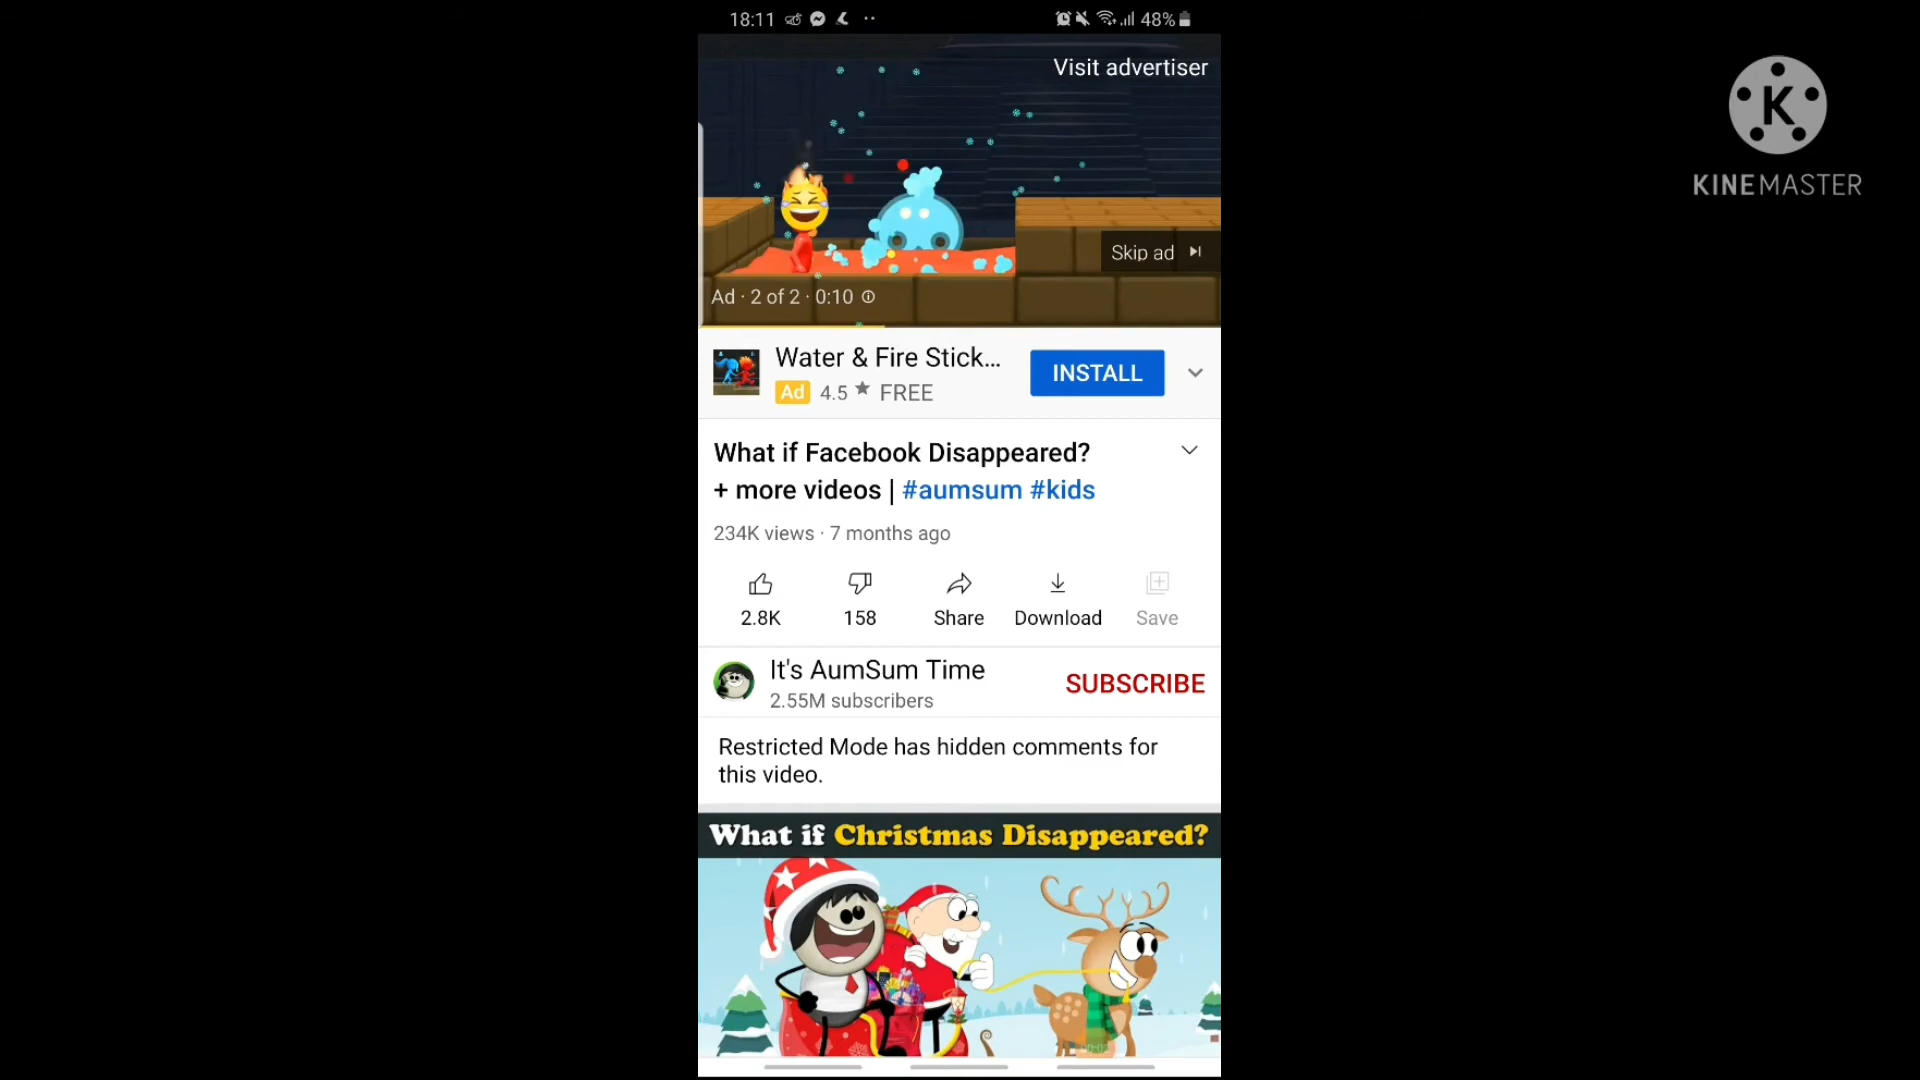 18:11
48%
Visit advertiser
K
KINEMASTER
Skip ad
Ad · 2 of 2 · 0:10
Water & Fire Stick...
INSTALL
Ad 4.5 ★ FREE
What if Facebook Disappeared?
+ more videos | #aumsum #kids
234K views · 7 months ago
2.8K
158
Share
Download
Save
It's AumSum Time
SUBSCRIBE
2.55M subscribers
Restricted Mode has hidden comments for
this video.
What if Christmas Disappeared?